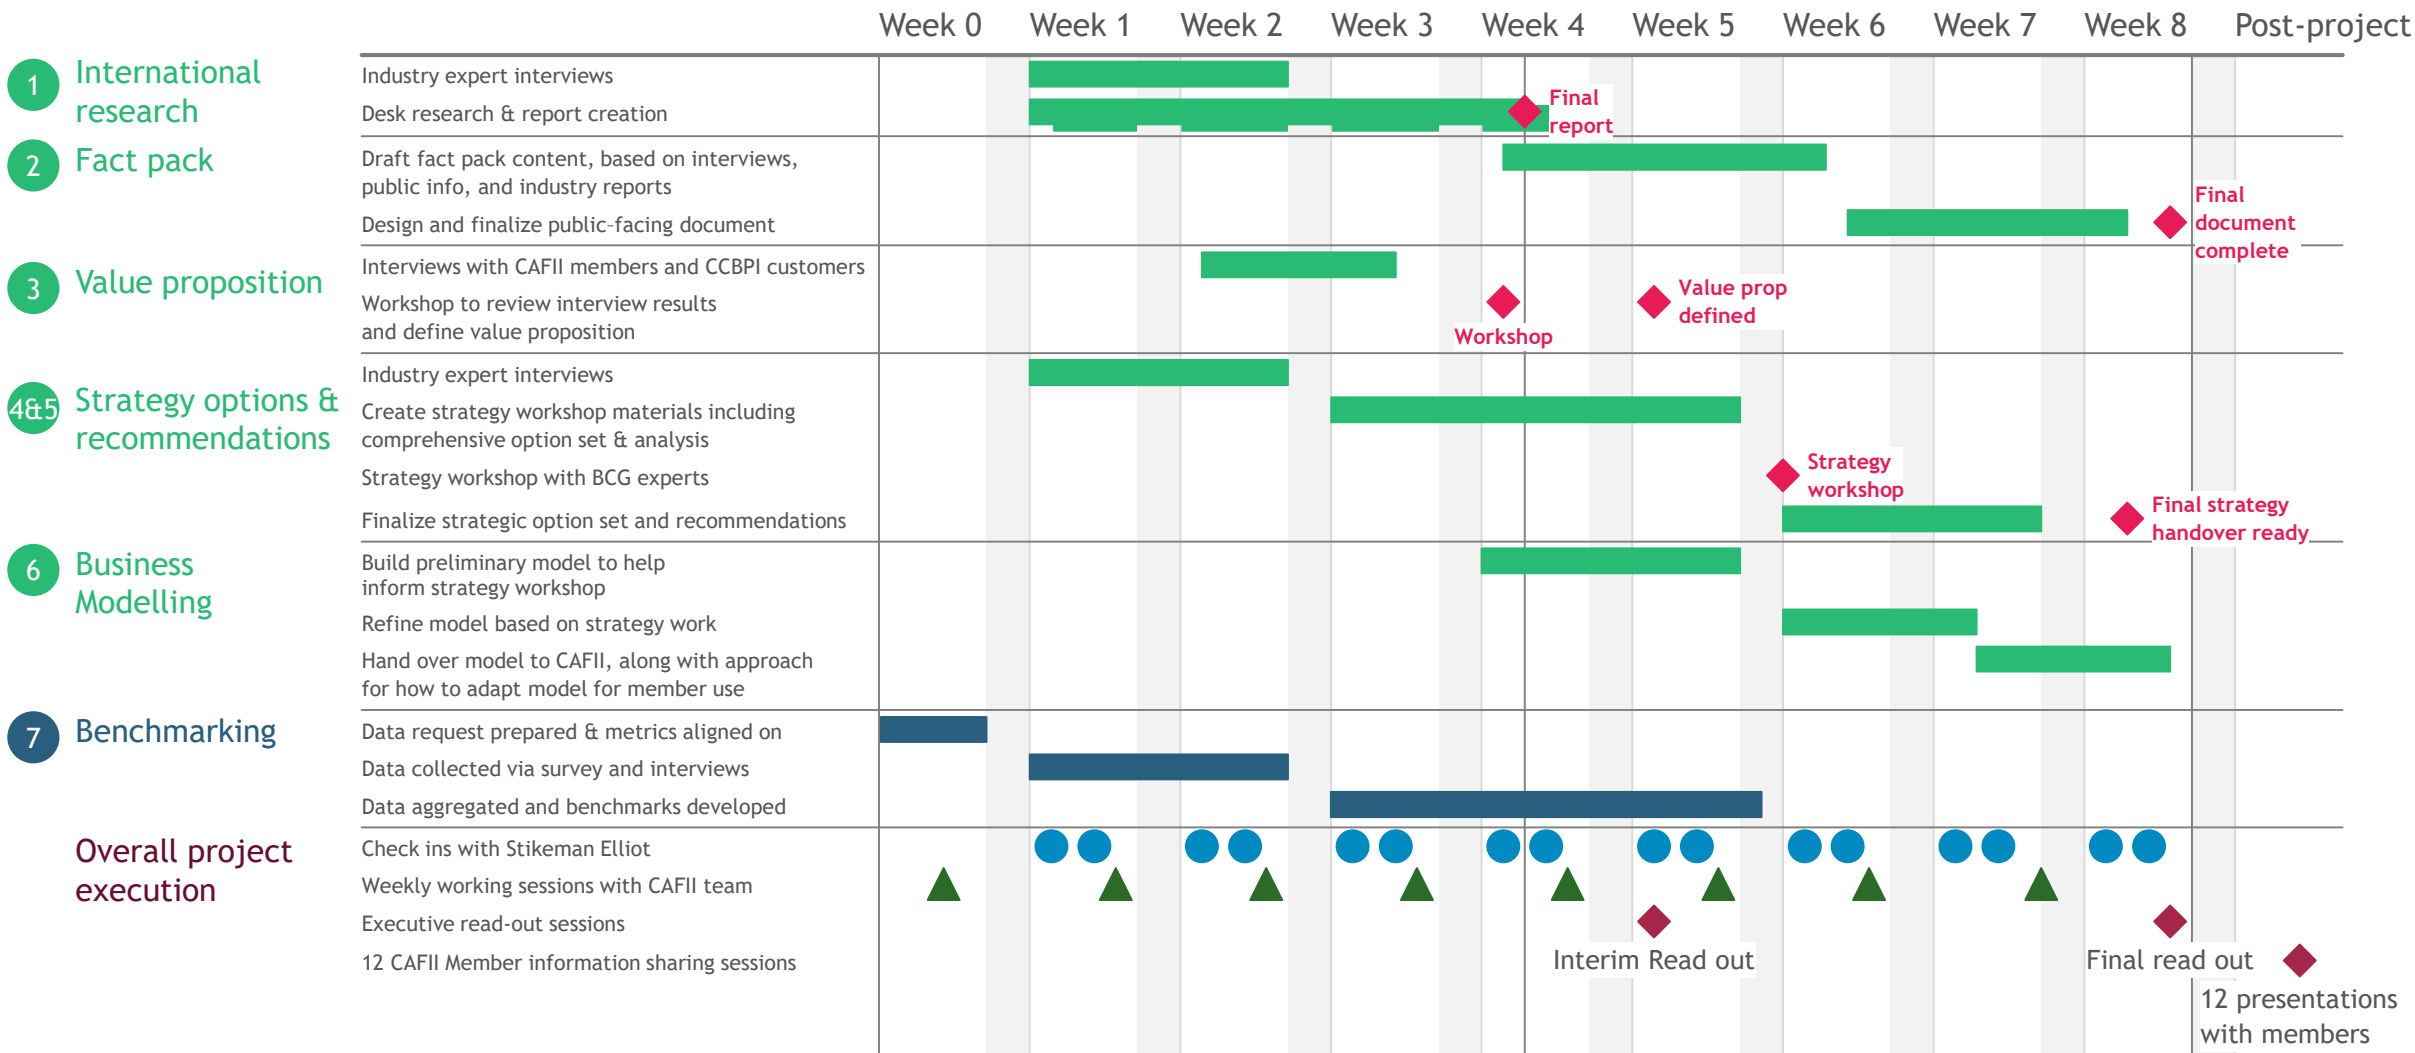 Week 0 Week 1 Week 2 Week 3 Week 4 Week 5 Week 6 Week 7 Week 8 Post-project
1 International
research
Industry expert interviews
Desk research & report creation
Final
report
2 Fact pack
Draft fact pack content, based on interviews,
public info, and industry reports
Design and finalize public-facing document
Final
document
complete
3 Value proposition
Interviews with CAFII members and CCBPI customers
Workshop to review interview results
and define value proposition
Workshop
Value prop
defined
4&5 Strategy options &
recommendations
Industry expert interviews
Create strategy workshop materials including
comprehensive option set & analysis
Strategy workshop with BCG experts
Strategy
workshop
Finalize strategic option set and recommendations
Final strategy
handover ready
6 Business
Modelling
Build preliminary model to help
inform strategy workshop
Refine model based on strategy work
Hand over model to CAFII, along with approach
for how to adapt model for member use
7 Benchmarking
Data request prepared & metrics aligned on
Data collected via survey and interviews
Data aggregated and benchmarks developed
Overall project
execution
Check ins with Stikeman Elliot
Weekly working sessions with CAFII team
Executive read-out sessions
Interim Read out
Final read out
12 CAFII Member information sharing sessions
12 presentations
with members